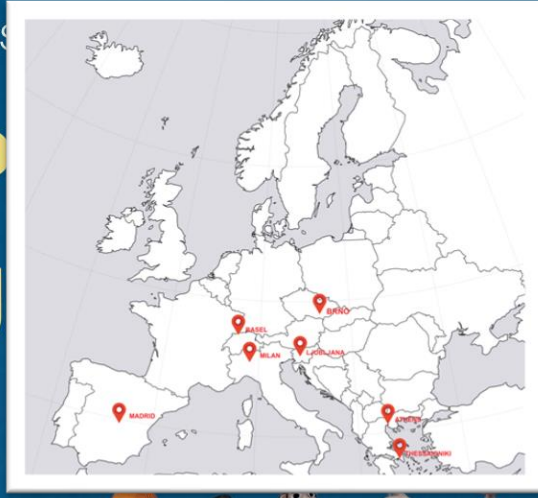 S
BRNO
BASEL
MILAN
LJUBLJANA
MADRID
ATHENS
THESSALONIKI